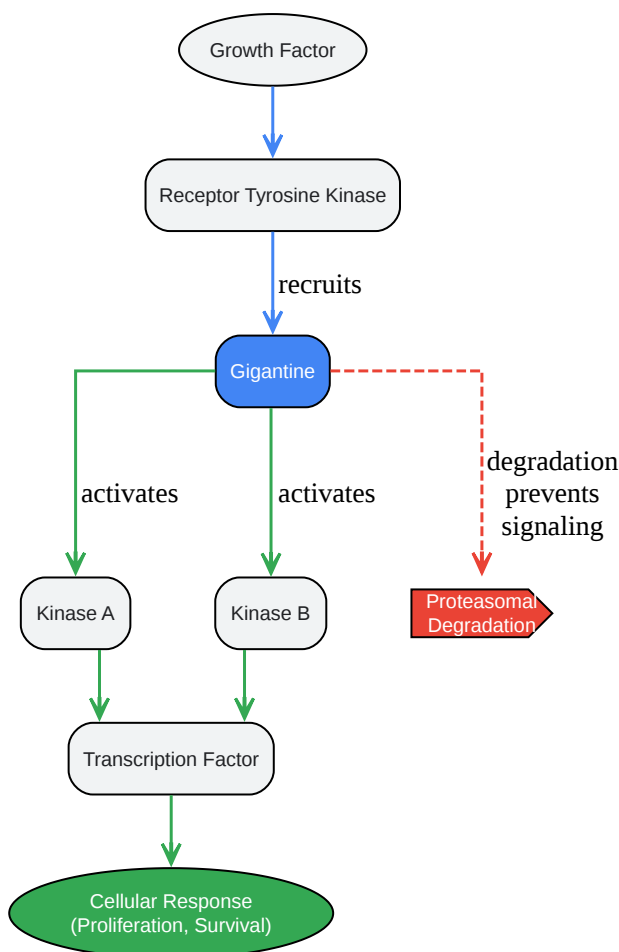 Growth Factor
Receptor Tyrosine Kinase
recruits
Gigantine
activates
activates
degradation
prevents
signaling
Kinase A
Kinase B
Proteasomal
Degradation
Transcription Factor
Cellular Response
(Proliferation, Survival)